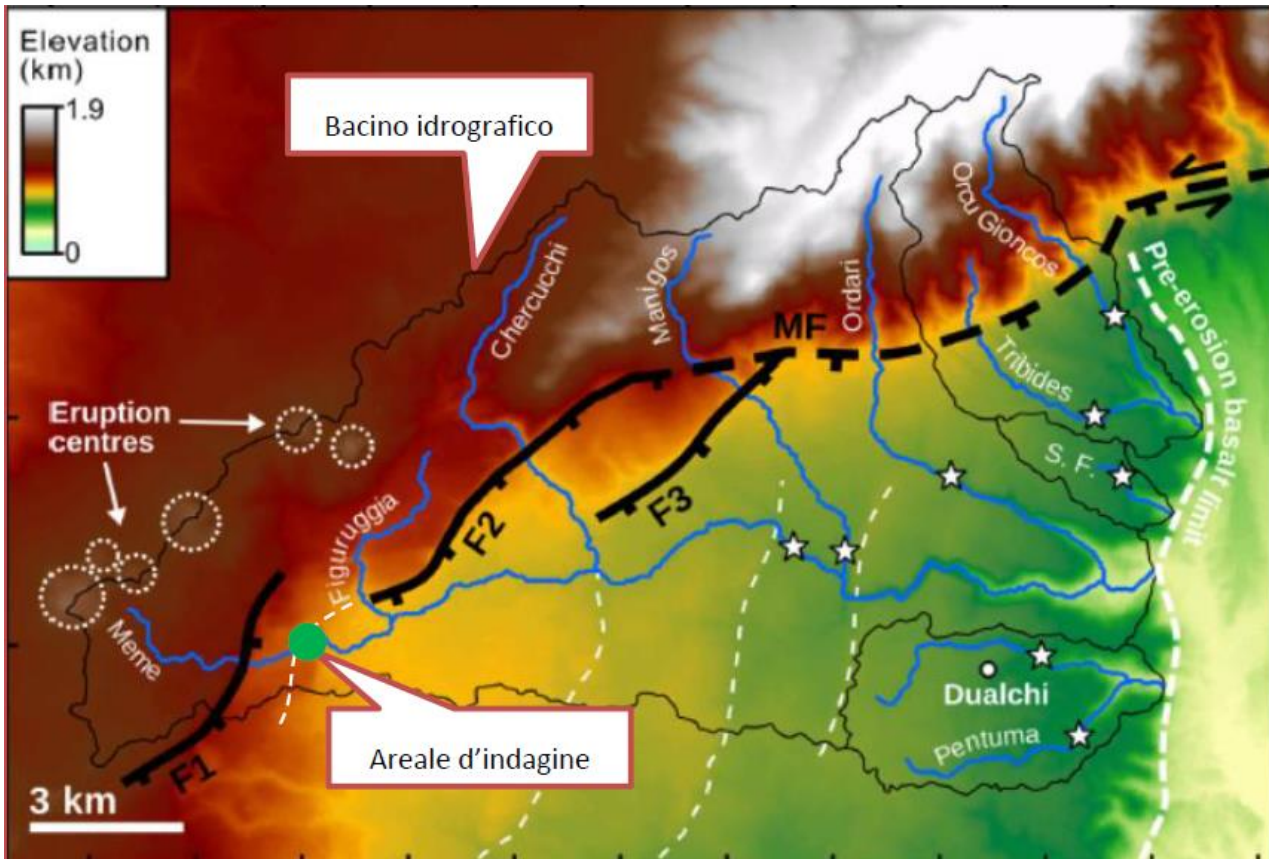 Elevation
(km)
1.9
0
Bacino idrografico
Orou Gioncos
Chercucchi
Manigos
Ordari
MF
Pre-erosion basalt limit
Tribides
Eruption
centres
S. F.
F3
F2
Figuruggia
Meme
Dualchi
Pentuma
Areale d’indagine
F1
3 km